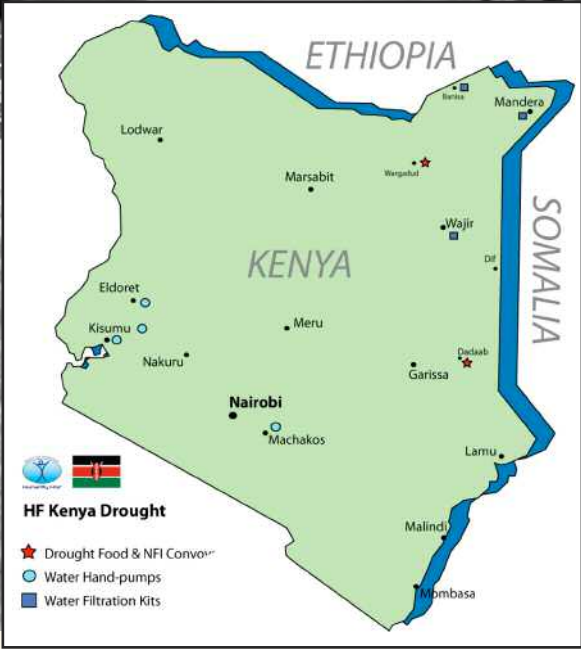 ETHIOPIA
Banisa
Mandera
Lodwar
Wargadud
Marsabit
SOMALIA
Wajir
KENYA
Dif
Eldoret
Meru
Kisumu
Dadaab
Nakuru
Garissa
Nairobi
Machakos
Lamu
HF Kenya Drought
Malindi
Drought Food & NFI Convoy
Water Hand-pumps
Mombasa
Water Filtration Kits